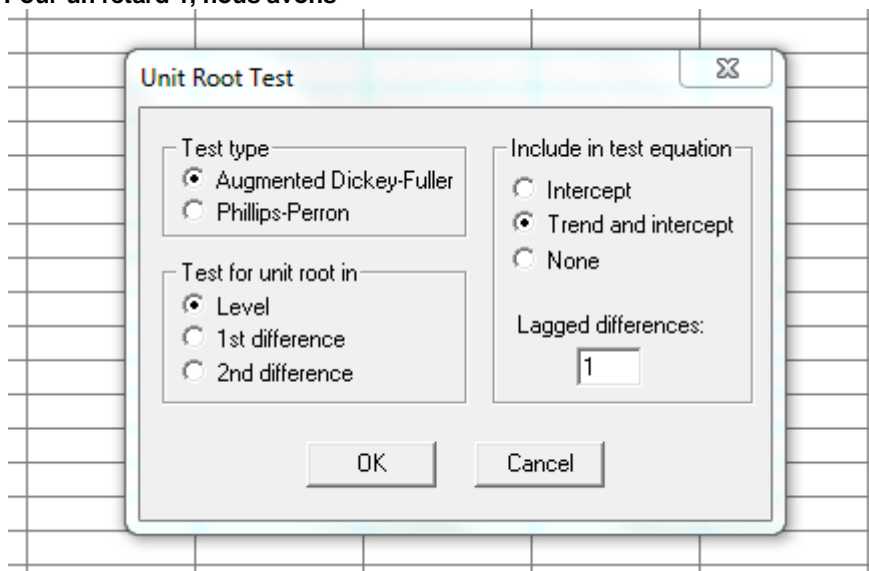 Pour un retard 1, nous avons
Unit Root Test
Test type
Augmented Dickey-Fuller
Phillips-Perron
Test for unit root in
Level
1st difference
2nd difference
Include in test equation
Intercept
Trend and intercept
None
Lagged differences:
1
OK
Cancel